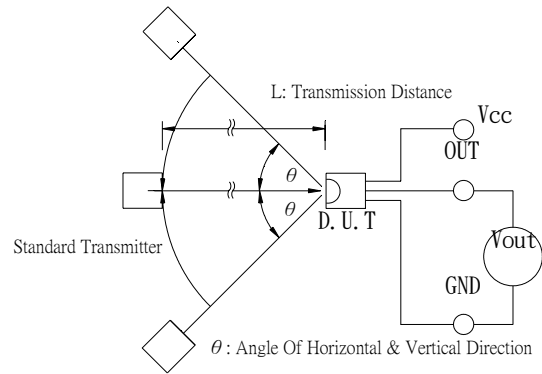 L: Transmission Distance
Vcc
OUT
θ
θ
D.U.T
Standard Transmitter
Vout
GND
θ : Angle Of Horizontal & Vertical Direction